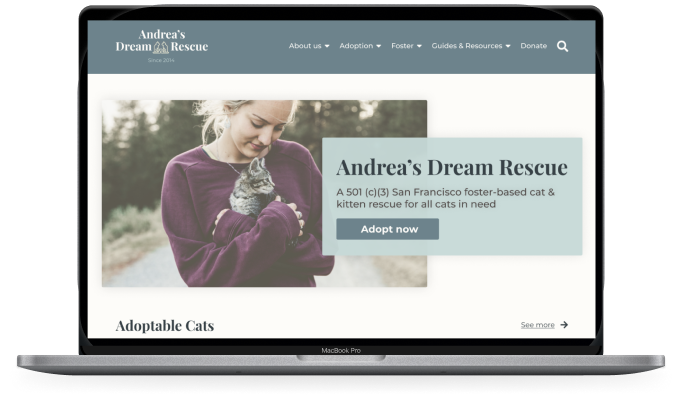 Andrea's
Dream Rescue
Since 2014
About us Adoption Foster Guides & Resources Donate
Andrea's Dream Rescue
A 501 (c)(3) San Francisco foster-based cat &
kitten rescue for all cats in need
Adopt now
Adoptable Cats
See more
MacBook Pro